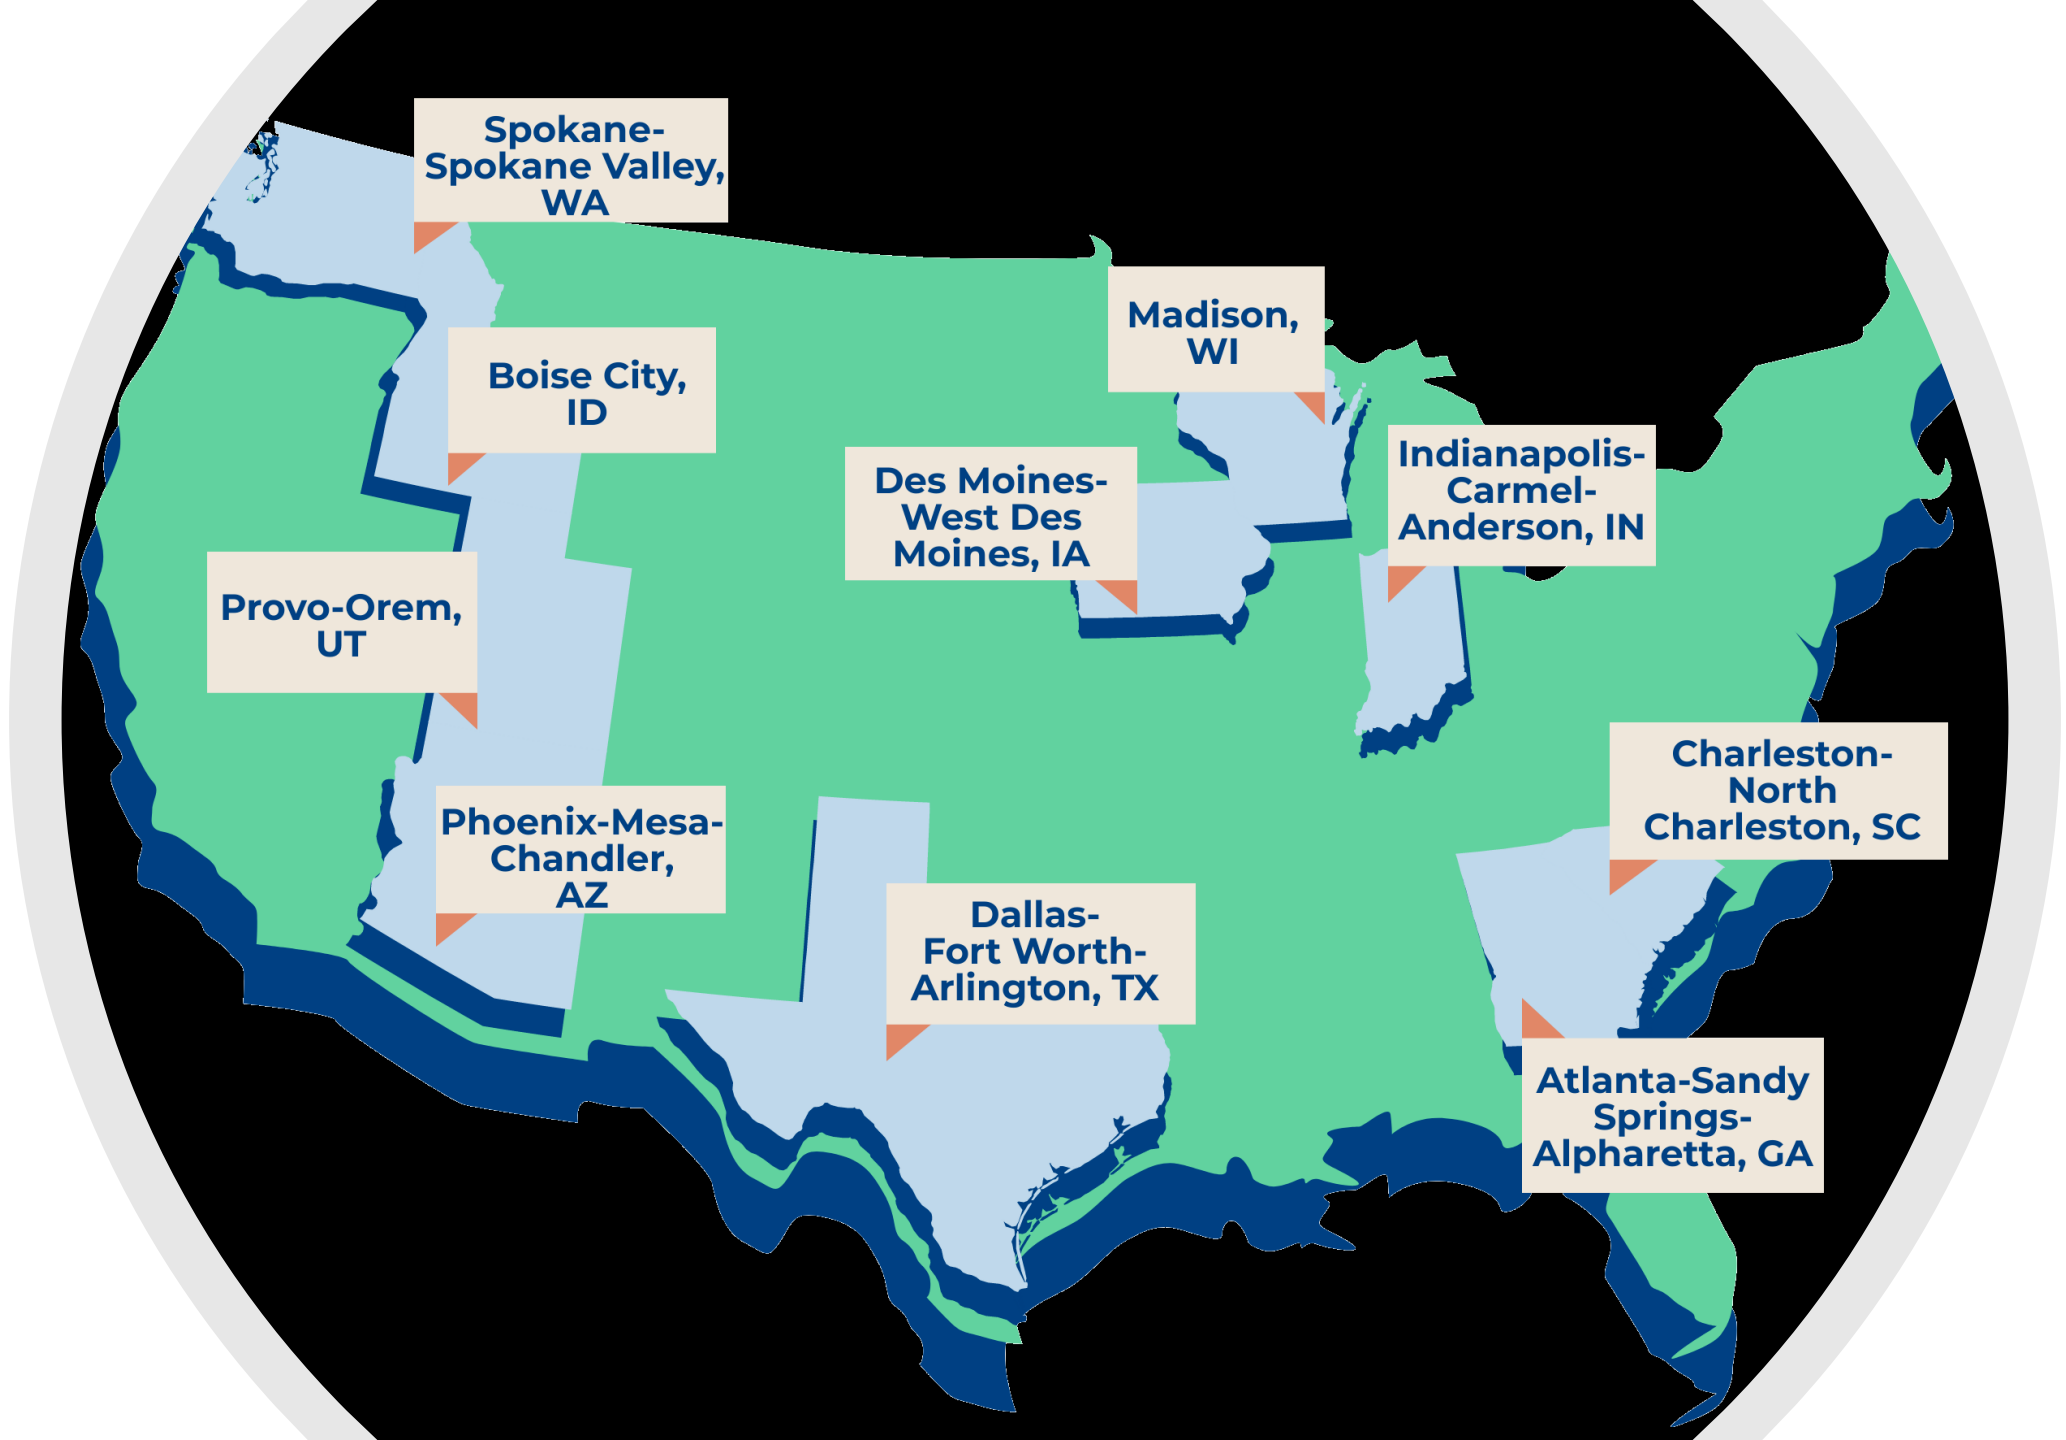 Spokane-
Spokane Valley,
WA
Boise City,
ID
Madison,
WI
Indianapolis-
Carmel-
Anderson, IN
Des Moines-
West Des
Moines, IA
Provo-Orem,
UT
Phoenix-Mesa-
Chandler,
AZ
Charleston-
North
Charleston, SC
Dallas-
Fort Worth-
Arlington, TX
Atlanta-Sandy
Springs-
Alpharetta, GA